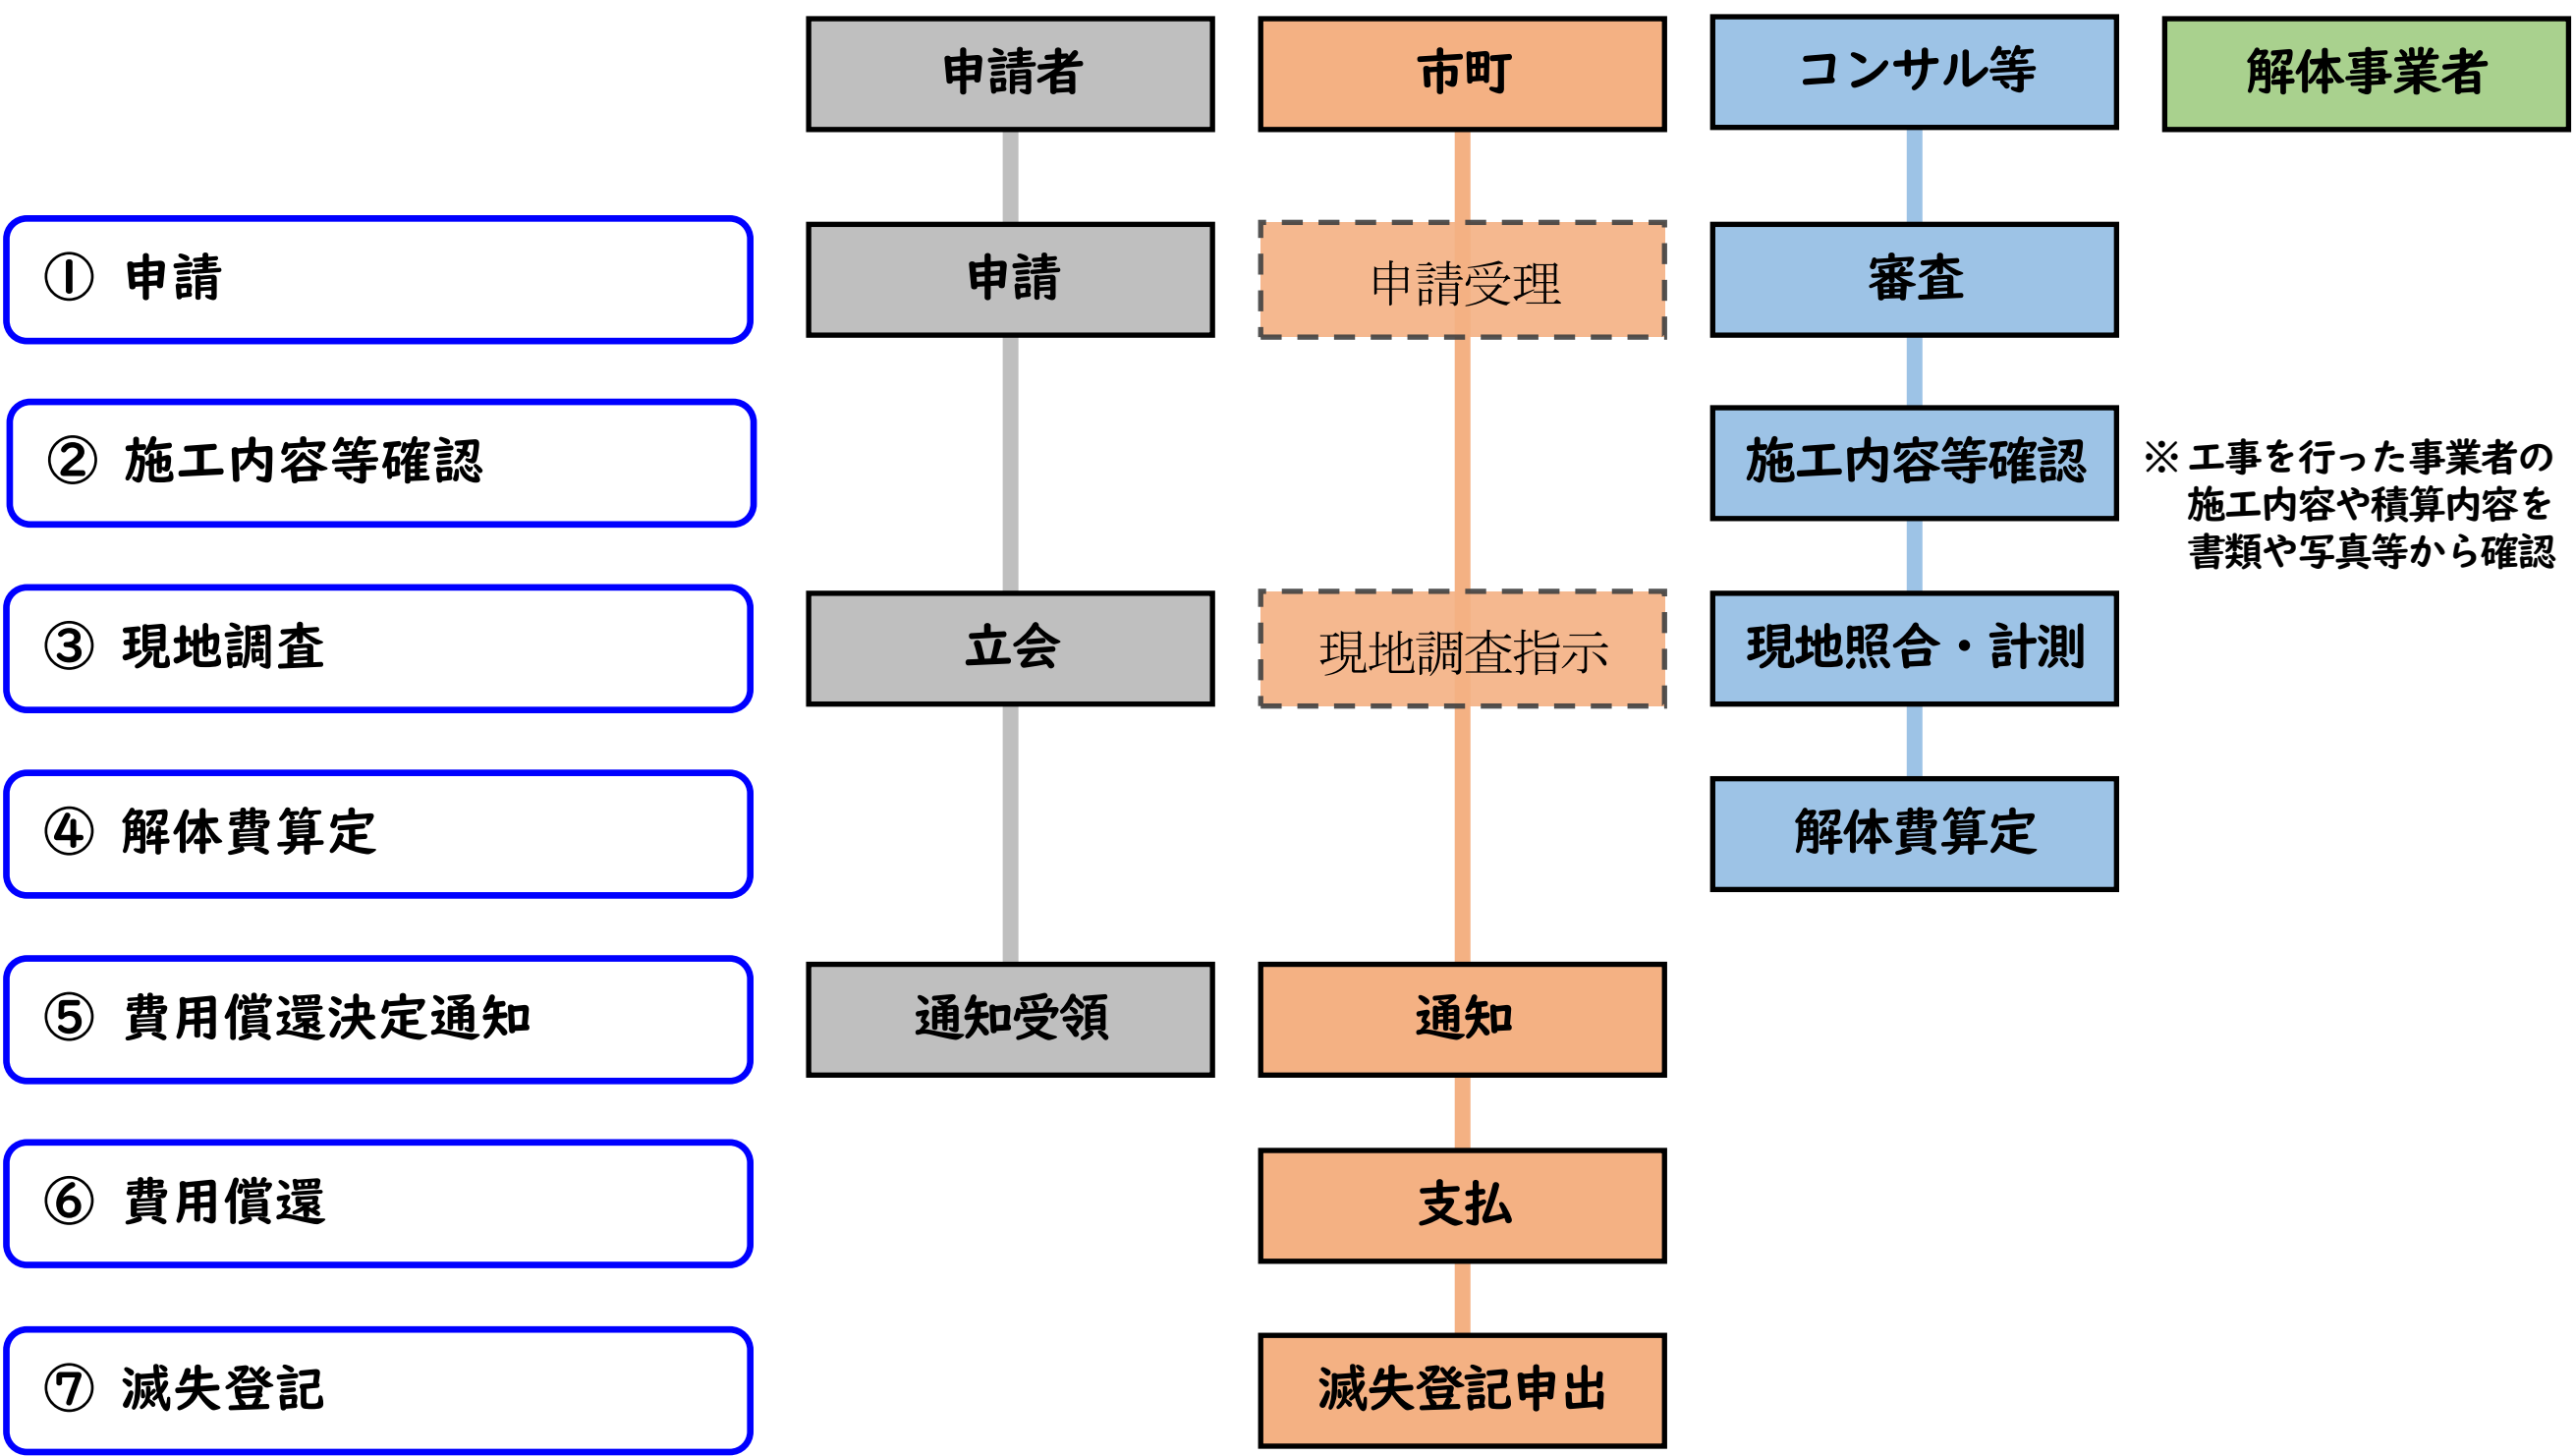 申請者
市町
コンサル等
解体事業者
① 申請
申請
申請受理
審査
② 施工内容等確認
施工内容等確認
※ 工事を行った事業者の
施工内容や積算内容を
書類や写真等から確認
③ 現地調査
立会
現地調査指示
現地照合・計測
④ 解体費算定
解体費算定
⑤ 費用償還決定通知
通知受領
通知
⑥ 費用償還
支払
⑦ 滅失登記
滅失登記申出